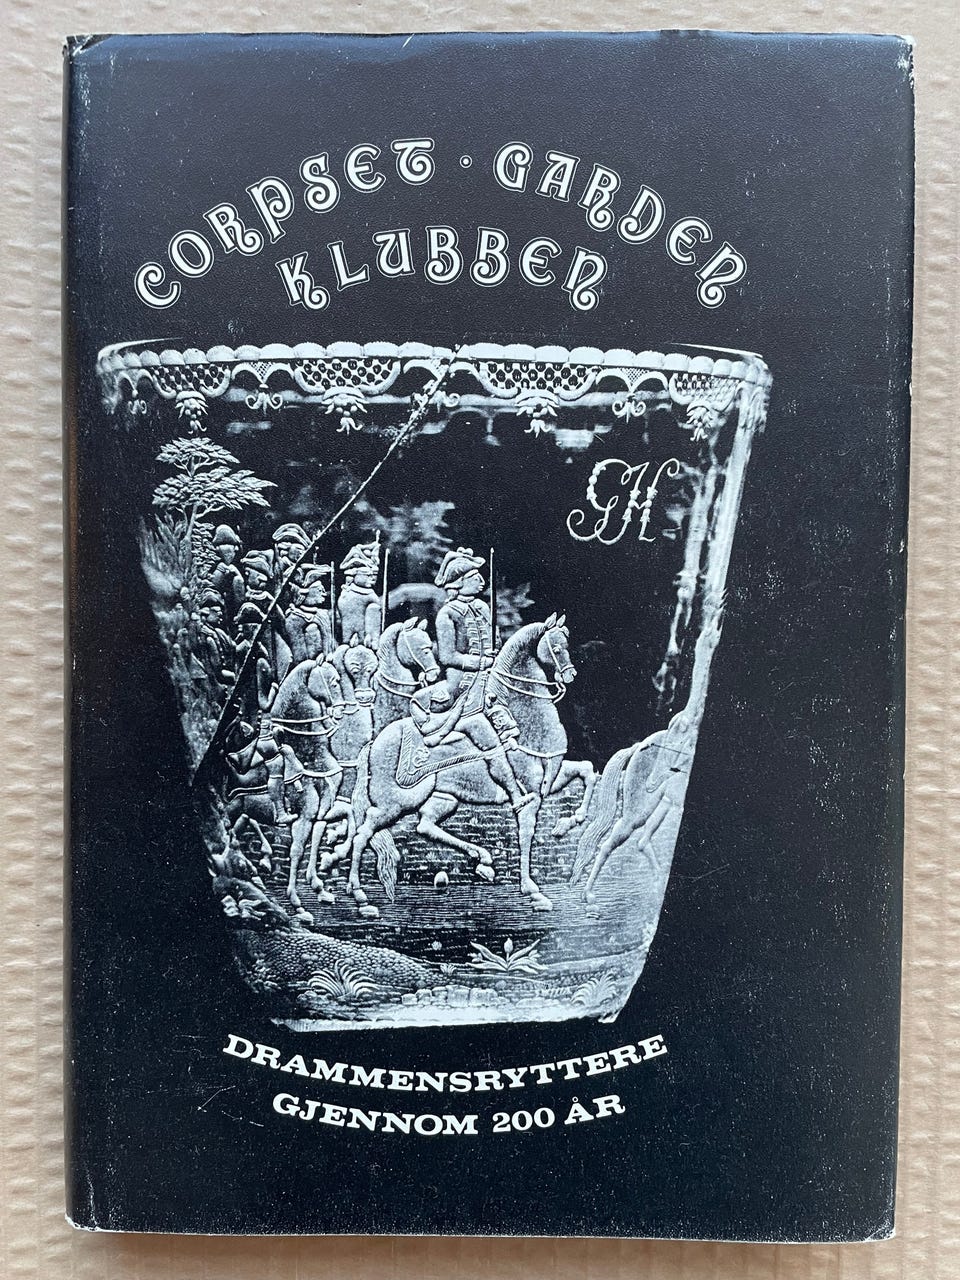 CORPSET · GARDEN
KLUBBEN
GH
DRAMMENSRYTTERE
GJENNOM 200 ÅR